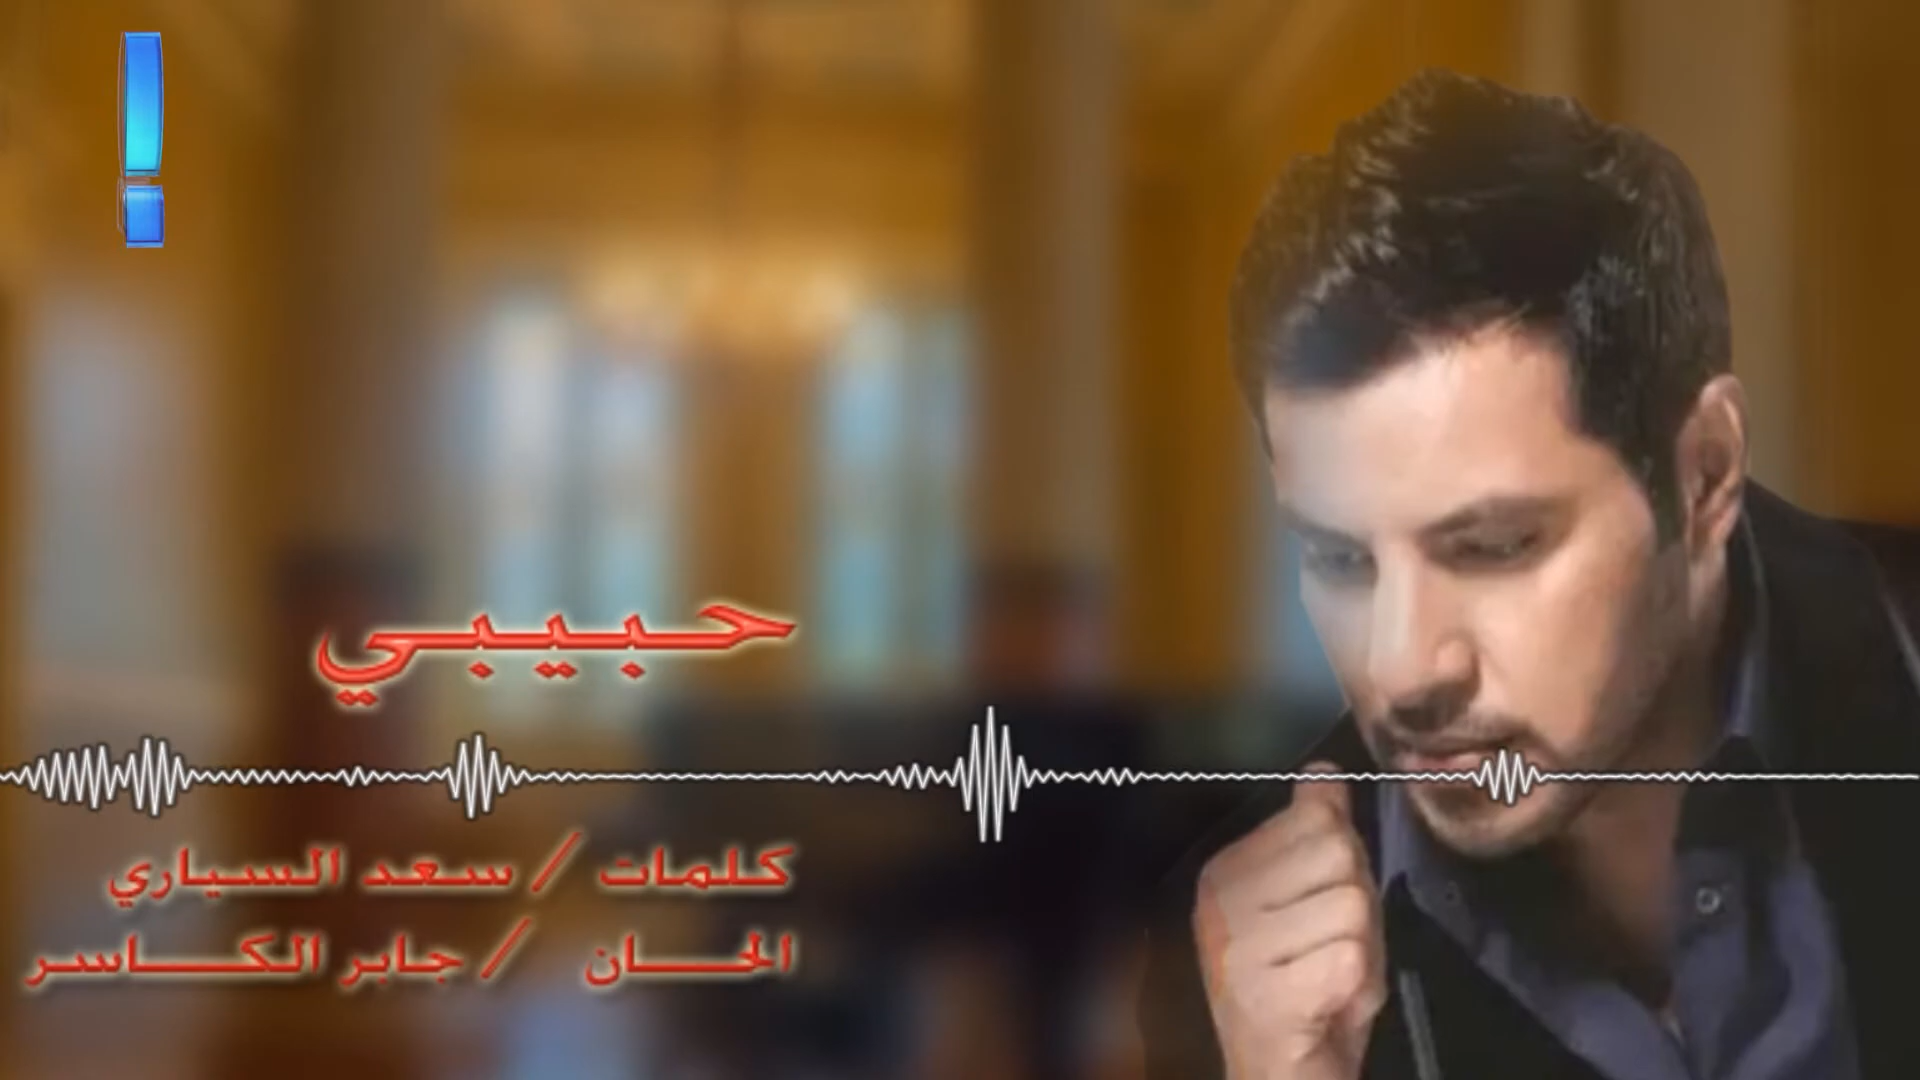 حبيبي
كلمات / سعد السياري
الحان / جابر الكاسر